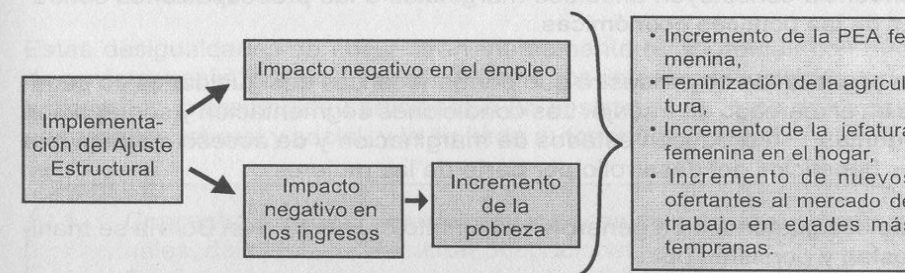 Impacto negativo en el empleo
Implementa-
ción del Ajuste
Estructural
Impacto
negativo en
los ingresos
Incremento
de la
pobreza
• Incremento de la PEA fe-
menina,
• Feminización de la agricul-
tura,
• Incremento de la jefatura
femenina en el hogar.
• Incremento de nuevos
ofertantes al mercado de
trabajo en edades más
tempranas.